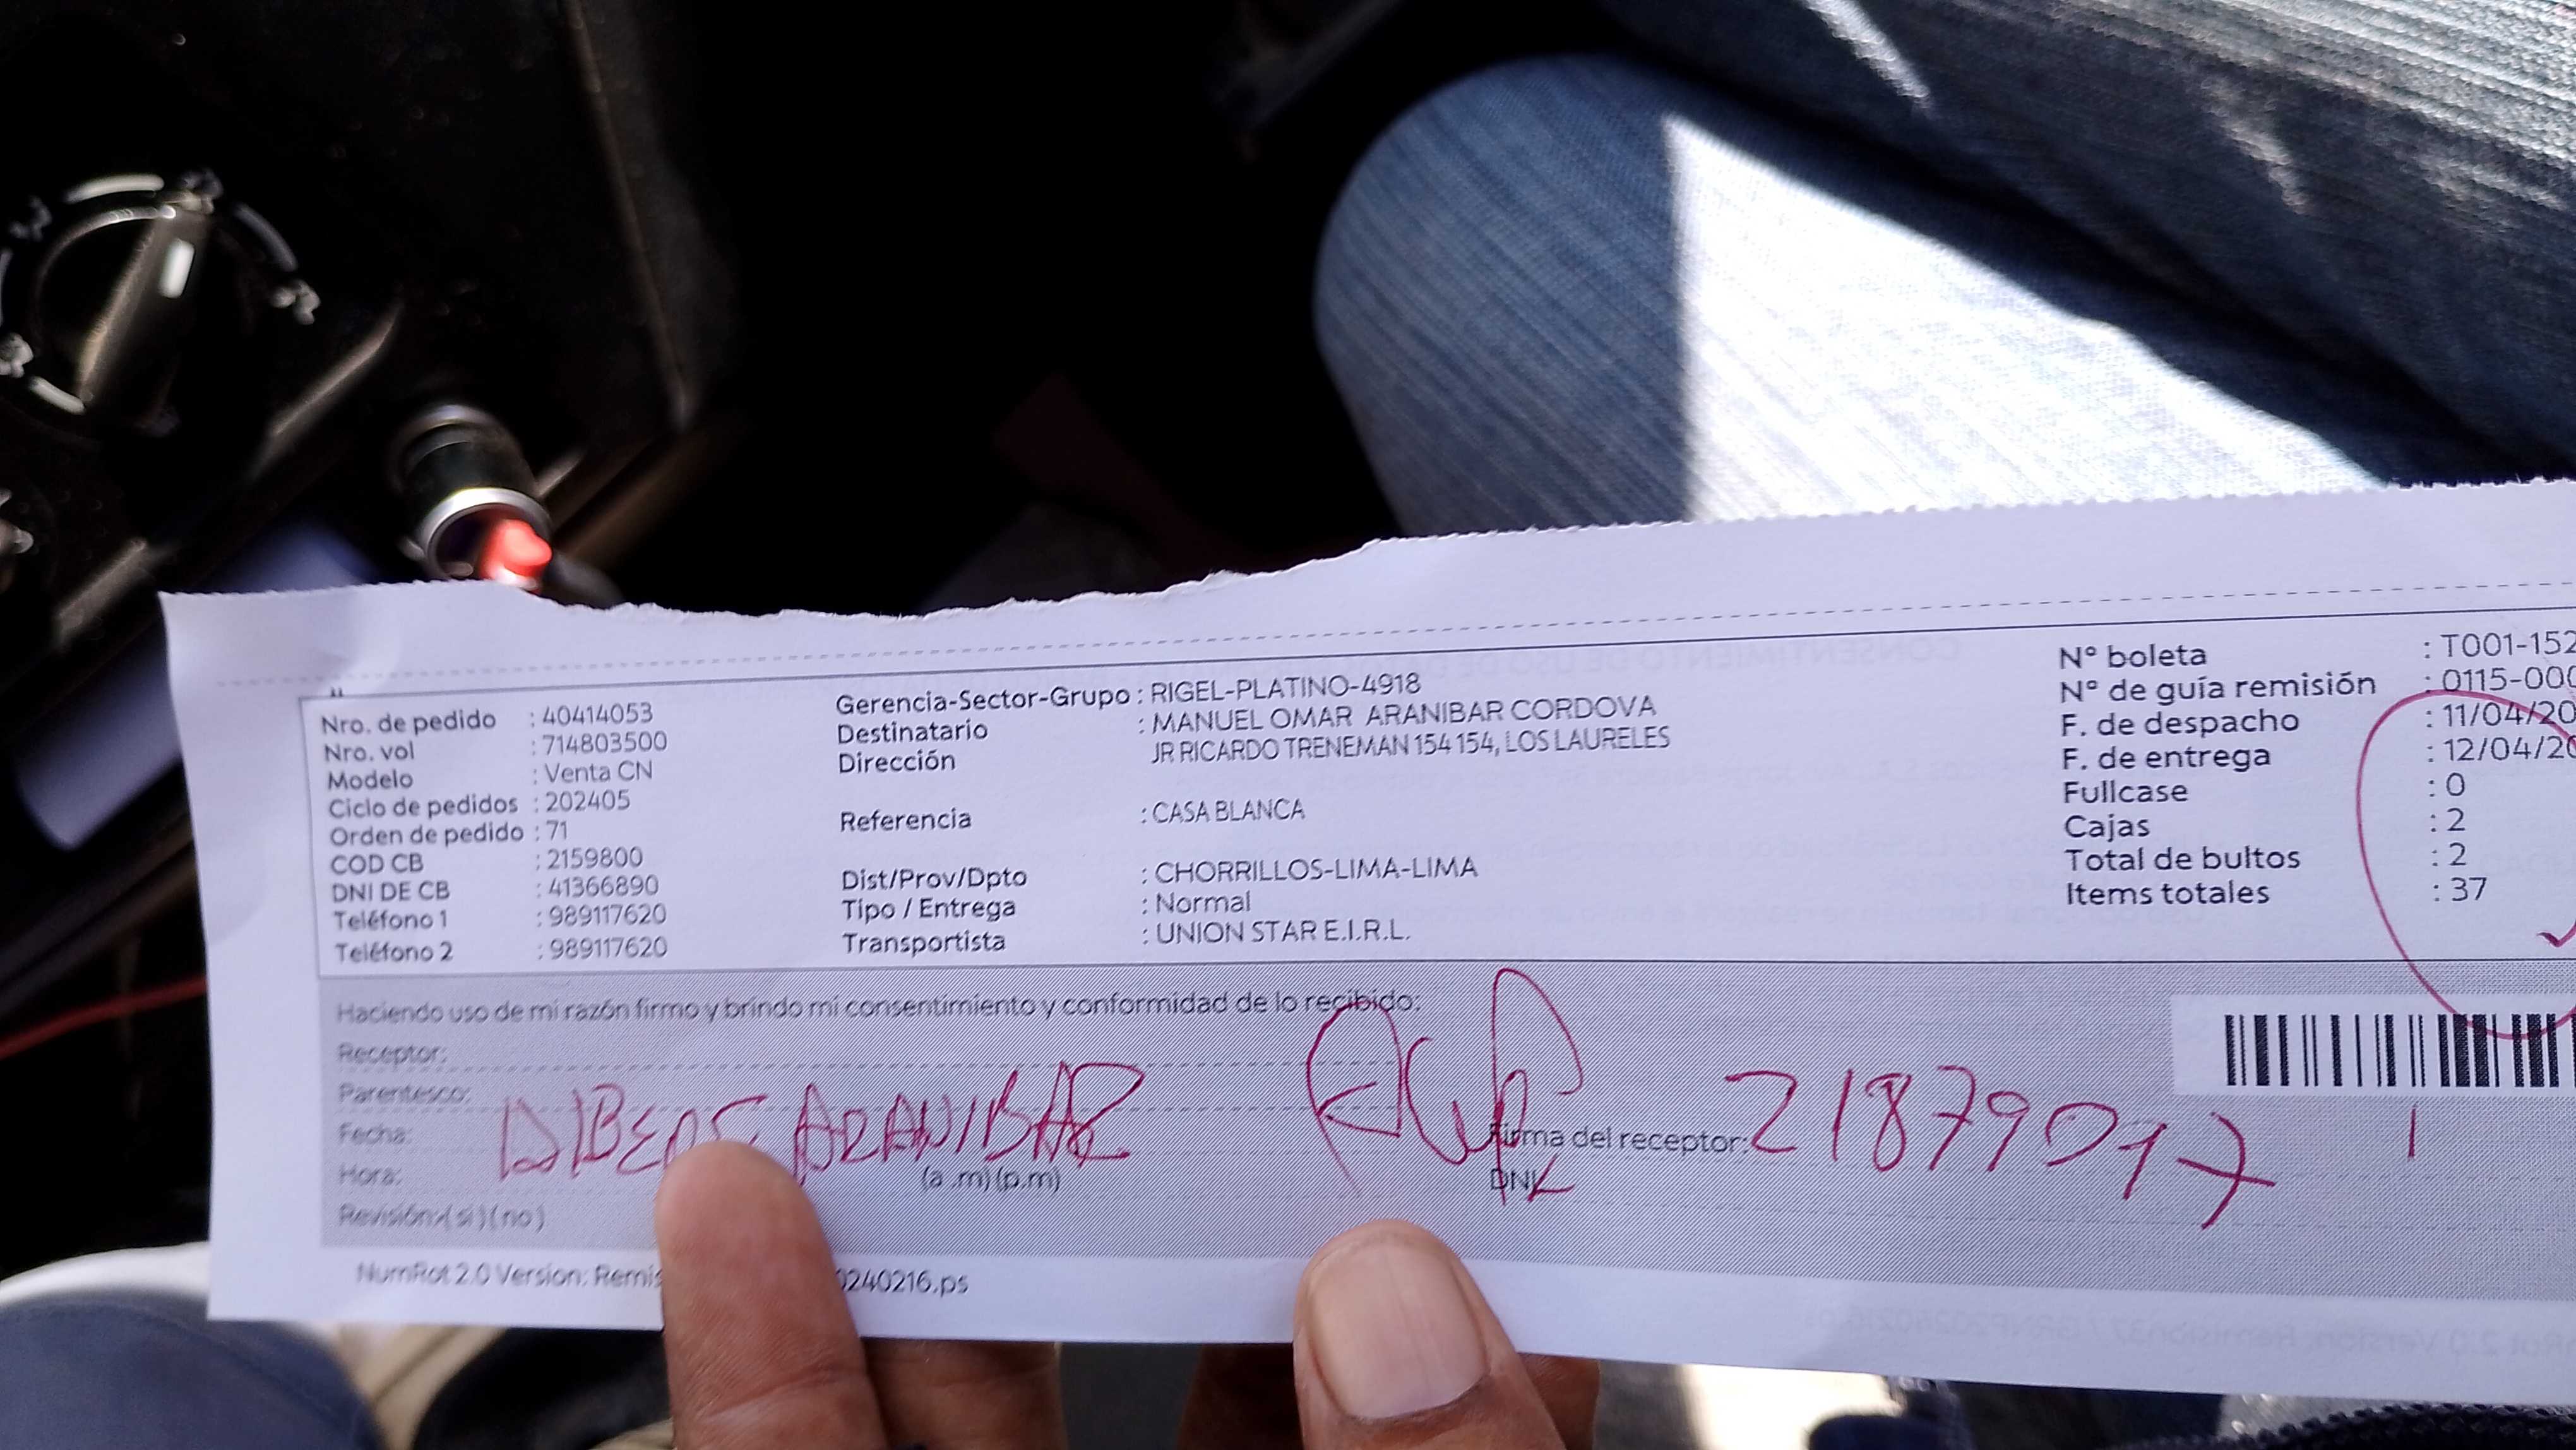 Nro. de pedido : 40414053
Nro. vol : 714803500
Modelo : Venta CN
Ciclo de pedidos : 202405
Orden de pedido : 71
COD CB : 2159800
DNI DE CB : 41366890
Teléfono 1 : 989117620
Teléfono 2 : 989117620
Gerencia-Sector-Grupo : RIGEL-PLATINO-4918
Destinatario : MANUEL OMAR ARANIBAR CORDOVA
Dirección JR RICARDO TRENEMAN 154 154, LOS LAURELES
Referencia : CASA BLANCA
Dist/Prov/Dpto : CHORRILLOS-LIMA-LIMA
Tipo / Entrega : Normal
Transportista : UNION STAR E.I.R.L.
N° boleta : T001-152
N° de guía remisión : 0115-000
F. de despacho : 11/04/20
F. de entrega : 12/04/20
Fullcase : 0
Cajas : 2
Total de bultos : 2
Items totales : 37
Haciendo uso de mi razón firmo y brindo mi consentimiento y conformidad de lo recibido:
Receptor:
Parentesco:
ARANIBAR
Fecha:
Firma del receptor: 21879017
Hora: (a .m) (p.m)
DNI
Revisión: (si) (no)
NumRot 2.0 Version: Remis 0240216.ps